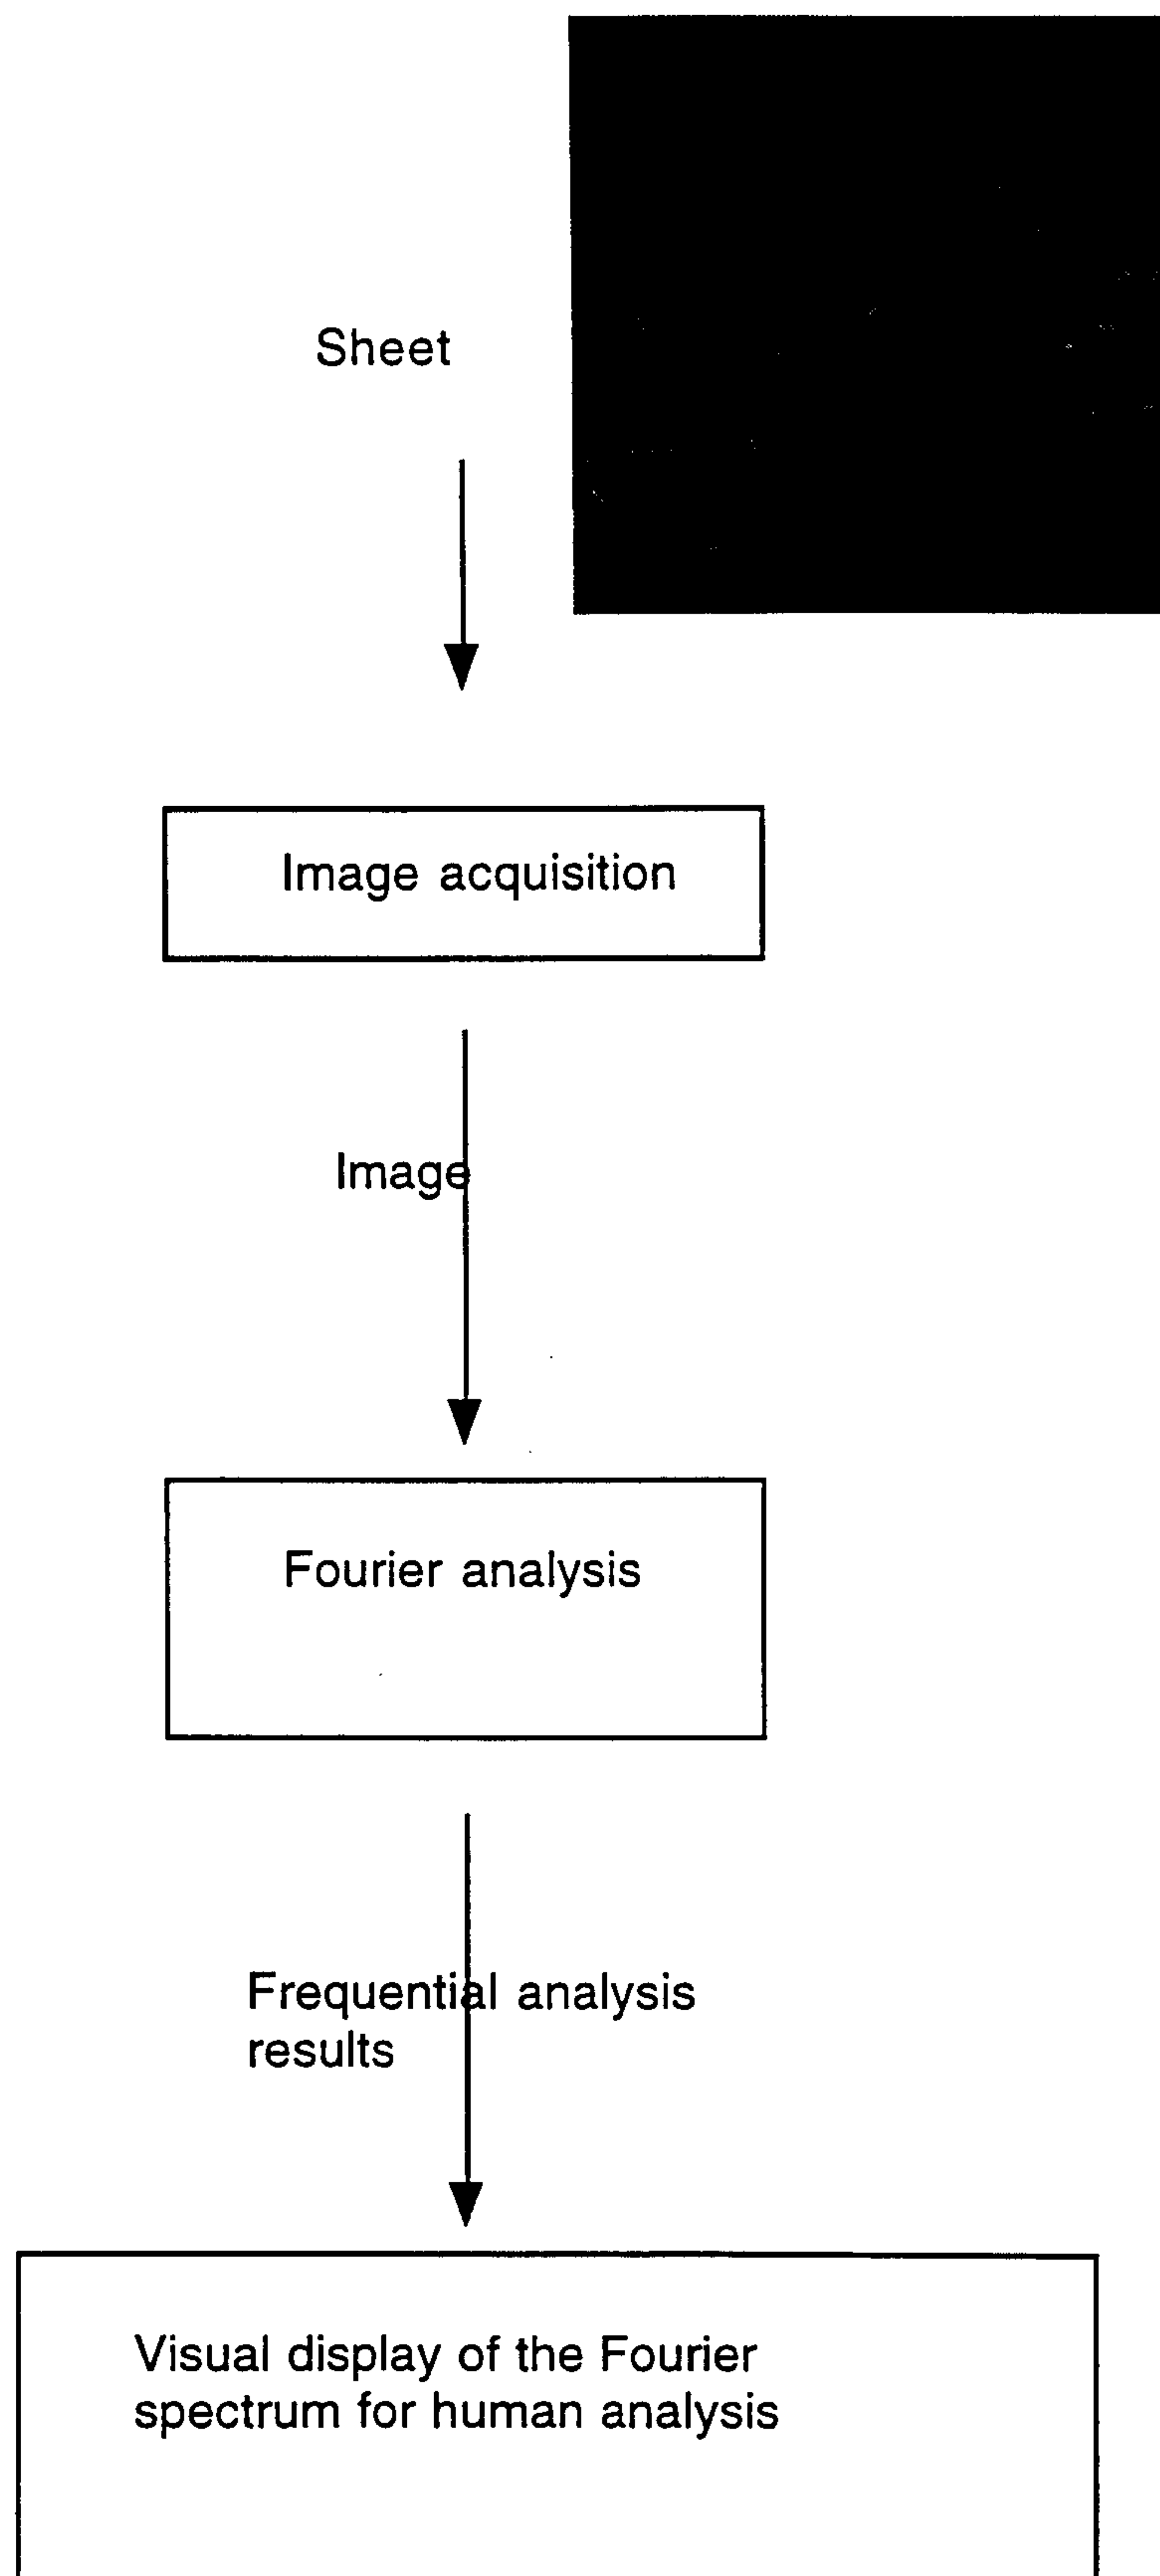 Sheet
Image acquisition
Image
Fourier analysis
Frequential analysis
results
Visual display of the Fourier
spectrum for human analysis